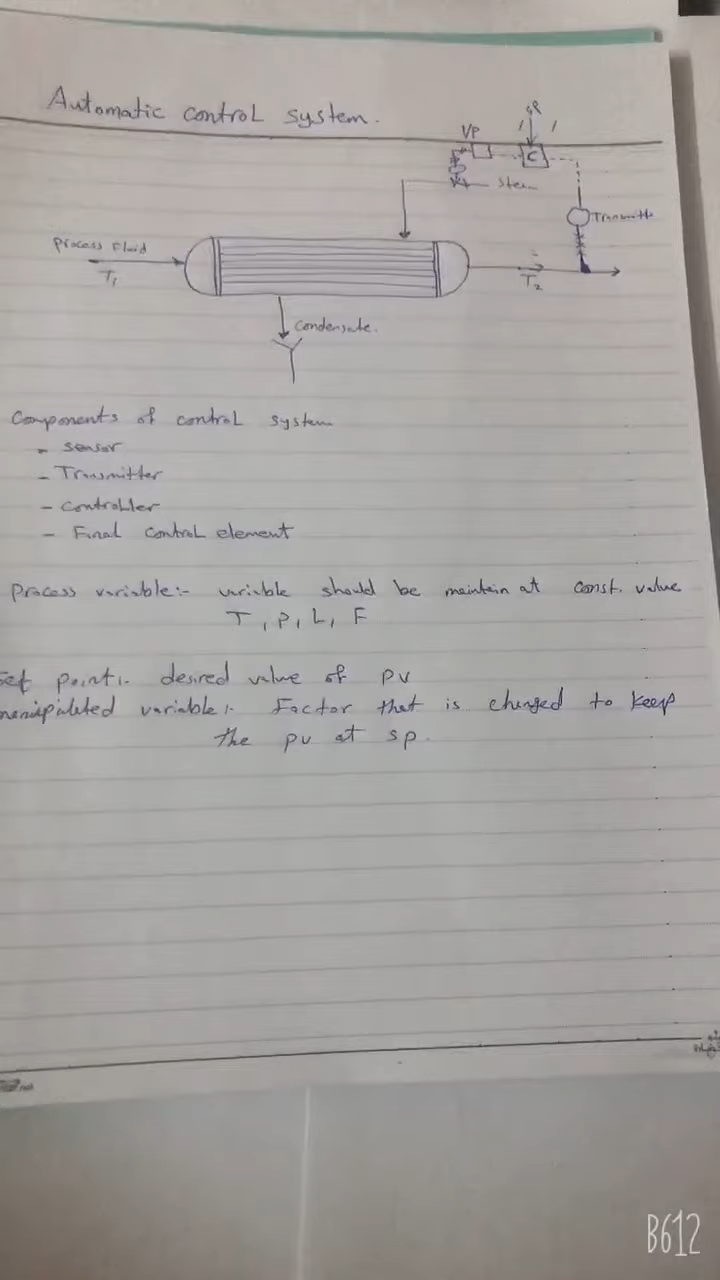 Automatic control system.
VP
C
Steam
Transmitte
Process Fluid
T1
T2
Condensate.
Components of control system
- sensor
- Transmitter
- Controller
- Final control element
Process variable:- variable should be maintain at const. value
T, P, L, F
set point:- desired value of PV
manipulated variable:- Factor that is changed to keep
the pv at sp.
B612